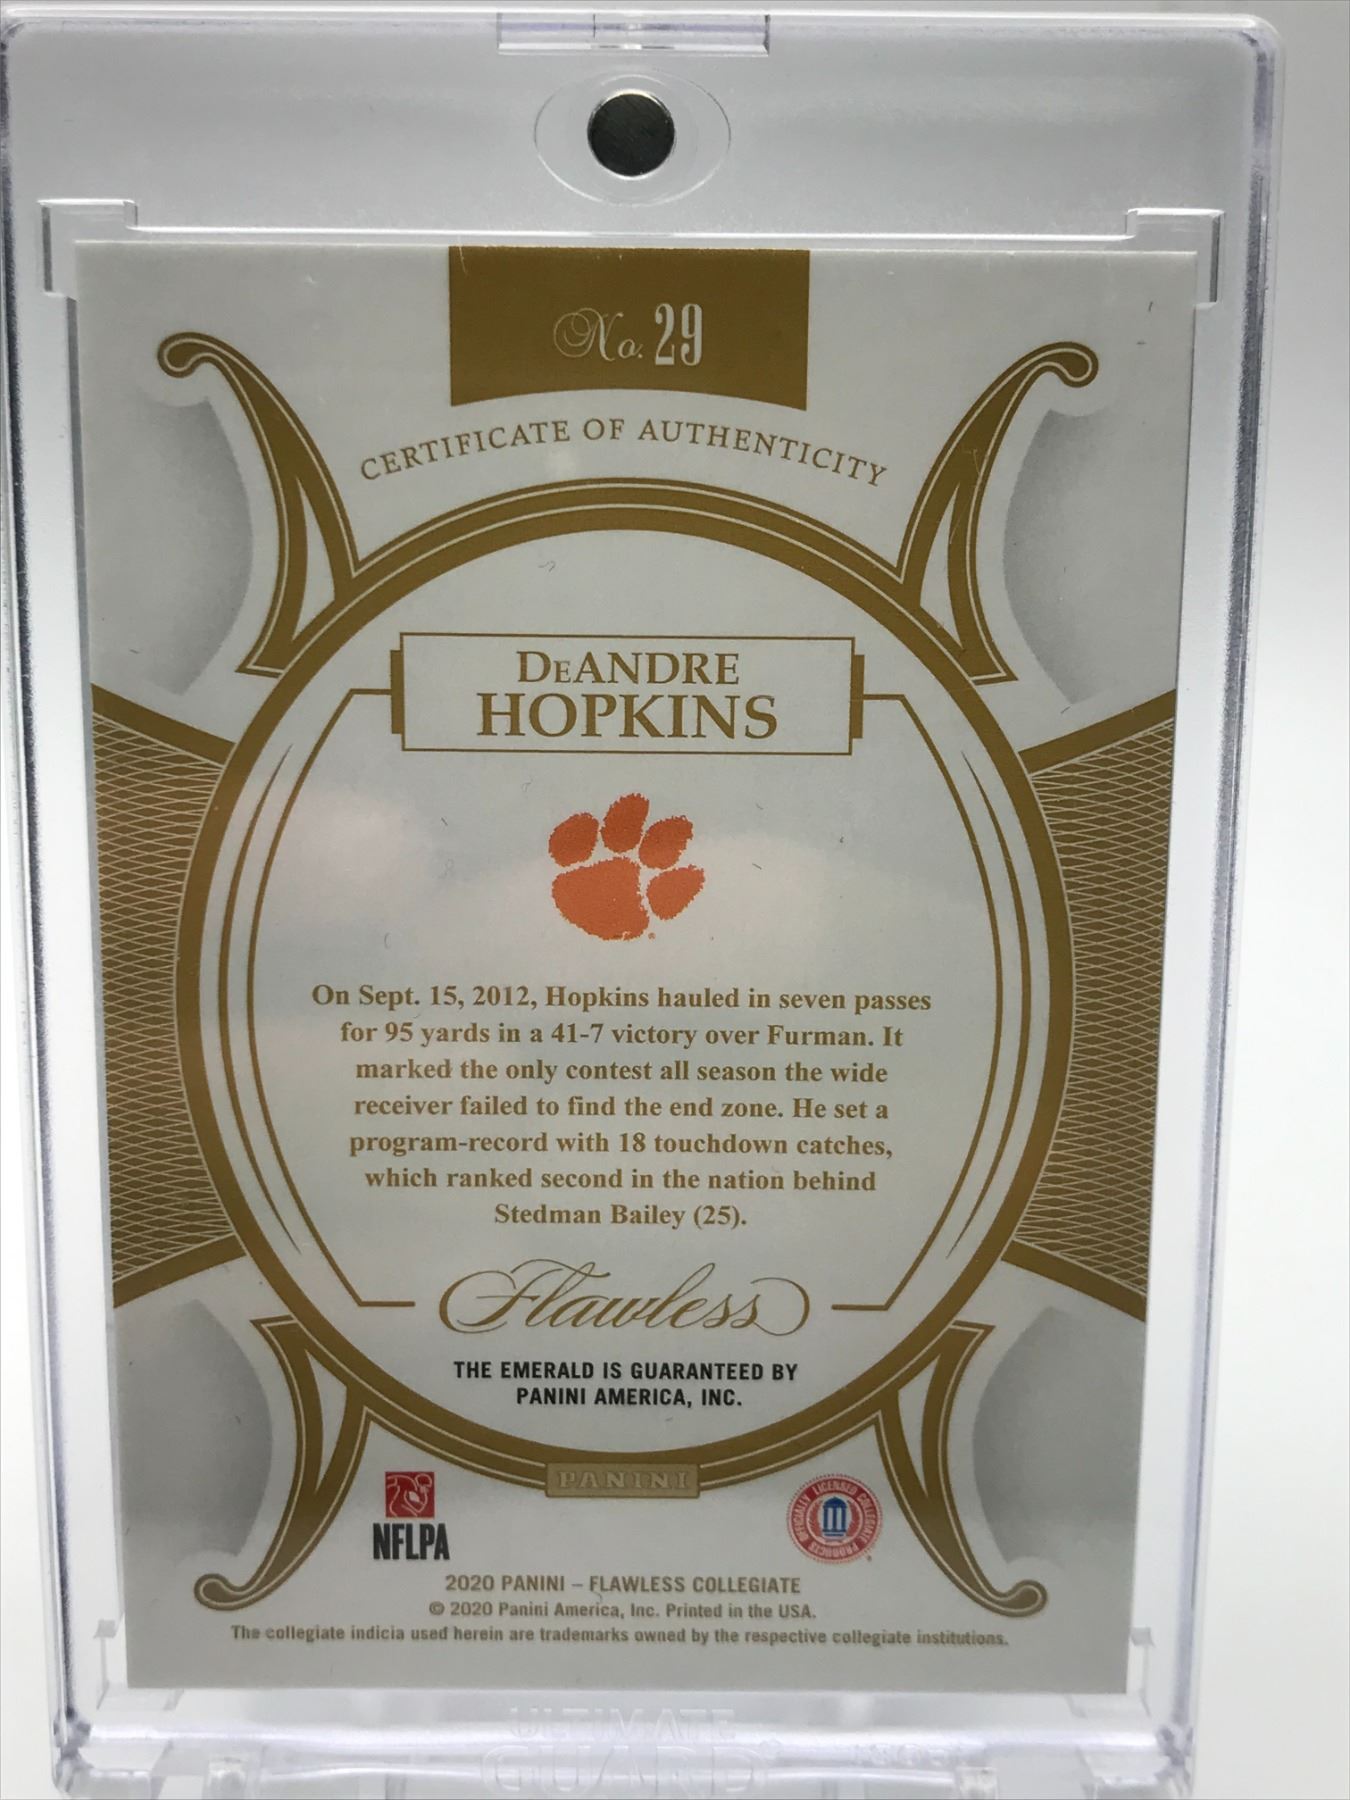 No. 29
CERTIFICATE OF AUTHENTICITY
DeANDRE
HOPKINS
On Sept. 15, 2012, Hopkins hauled in seven passes
for 95 yards in a 41-7 victory over Furman. It
marked the only contest all season the wide
receiver failed to find the end zone. He set a
program-record with 18 touchdown catches,
which ranked second in the nation behind
Stedman Bailey (25).
Flawless
THE EMERALD IS GUARANTEED BY
PANINI AMERICA, INC.
PANINI
NFLPA
OFFICIALLY LICENSED COLLEGIATE PRODUCTS
2020 PANINI – FLAWLESS COLLEGIATE
© 2020 Panini America, Inc. Printed in the USA.
The collegiate indicia used herein are trademarks owned by the respective collegiate institutions.
ULTIMATE
GUARD